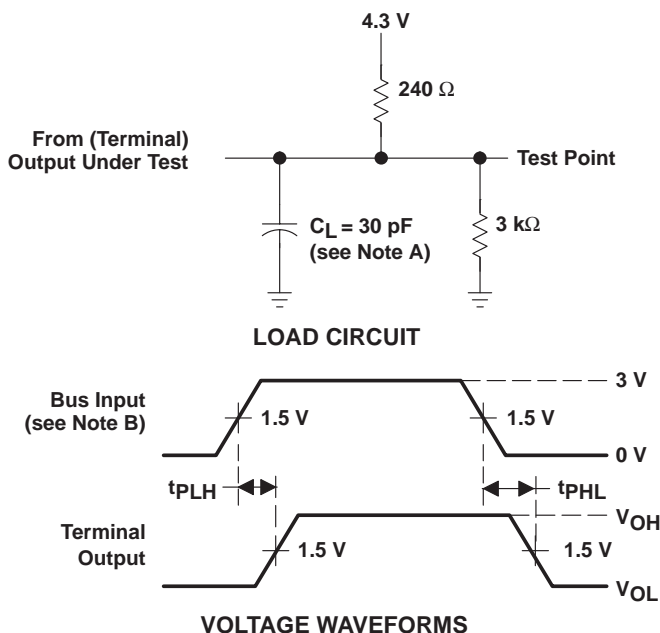 4.3 V
240 Ω
From (Terminal)
Output Under Test
Test Point
CL = 30 pF
(see Note A)
3 kΩ
LOAD CIRCUIT
3 V
Bus Input
(see Note B)
1.5 V
1.5 V
0 V
tPLH
tPHL
VOH
Terminal
Output
1.5 V
1.5 V
VOL
VOLTAGE WAVEFORMS